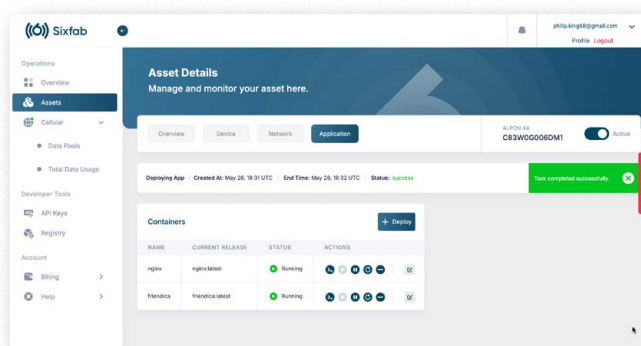 Sixfab
philip.king68@gmail.com
Profile Logout
Operations
Overview
Assets
Cellular
Data Pools
Total Data Usage
Developer Tools
API Keys
Registry
Account
Billing
Help
Asset Details
Manage and monitor your asset here.
Overview Device Network Application
ALPON X4
C83W0G006DM1
Active
Deploying App Created At: May 28, 18:31 UTC End Time: May 28, 18:32 UTC Status: success
Task completed successfully.
Containers
+ Deploy
NAME CURRENT RELEASE STATUS ACTIONS
nginx nginx:latest Running
friendica friendica:latest Running